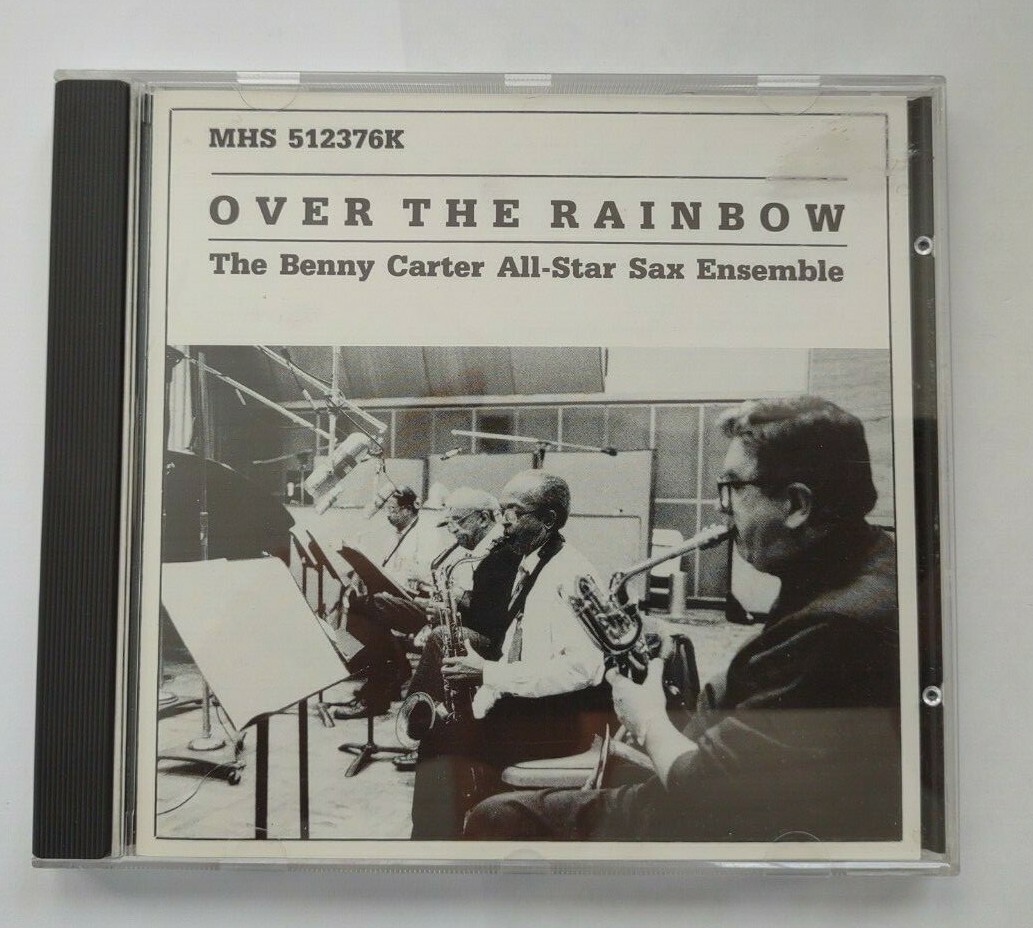 MHS 512376K
OVER THE RAINBOW
The Benny Carter All-Star Sax Ensemble